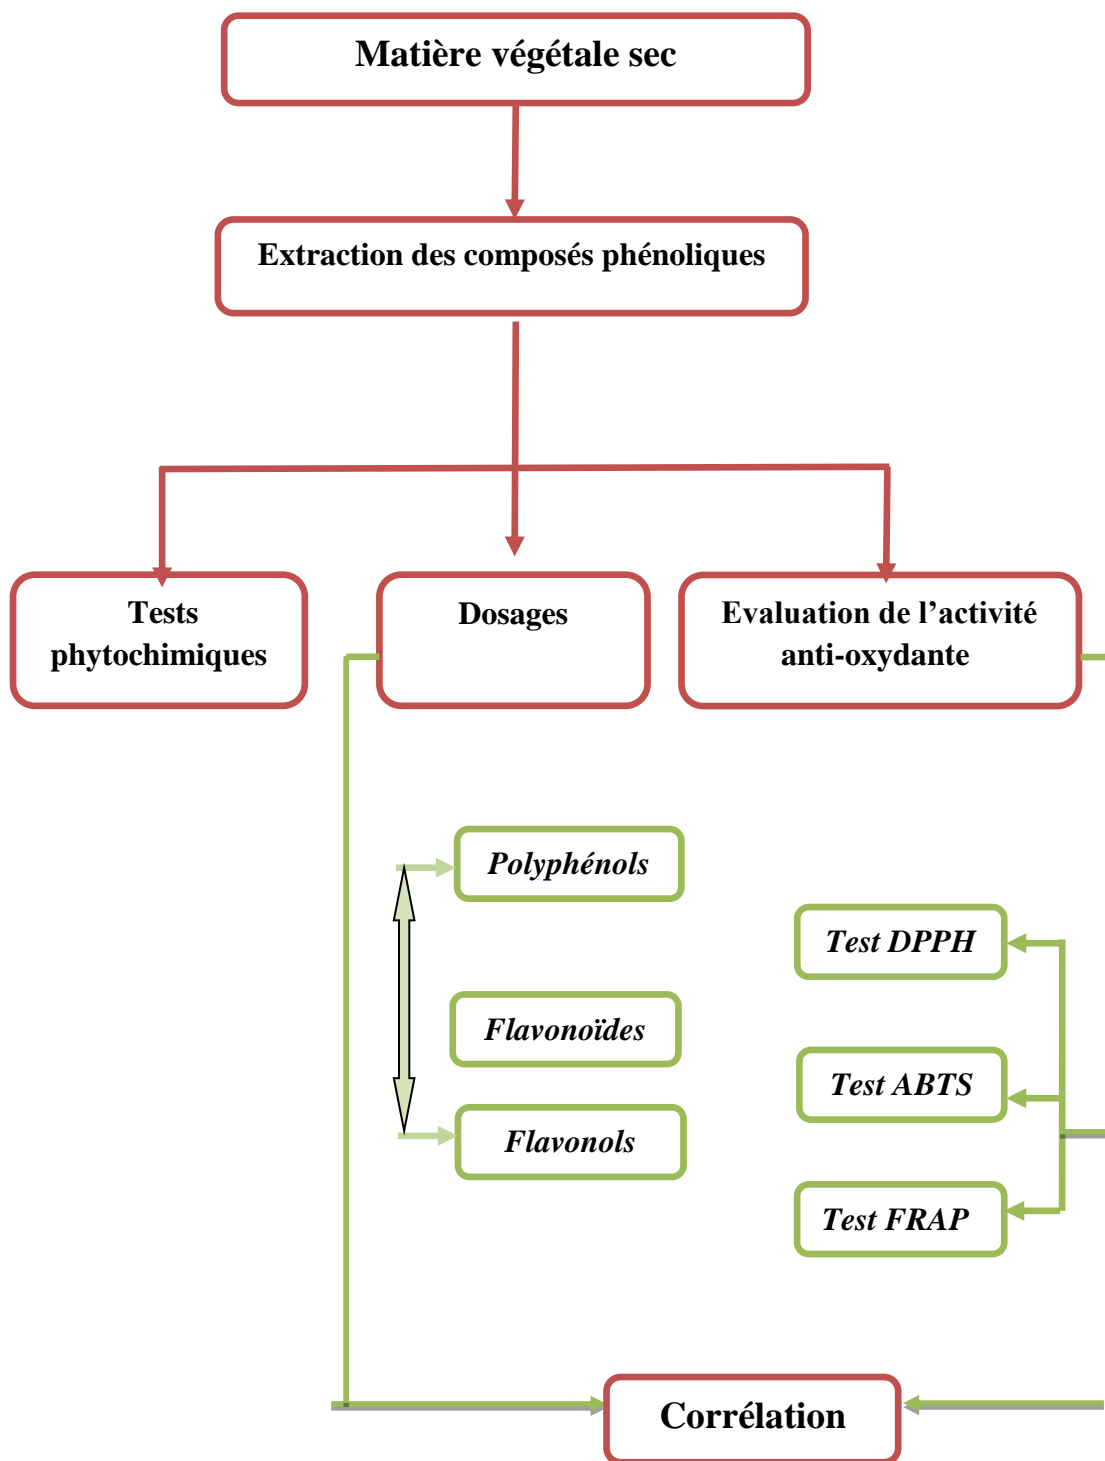 Matière végétale sec
Extraction des composés phénoliques
Tests
phytochimiques
Dosages
Evaluation de l’activité
anti-oxydante
Polyphénols
Flavonoïdes
Flavonols
Test DPPH
Test ABTS
Test FRAP
Corrélation